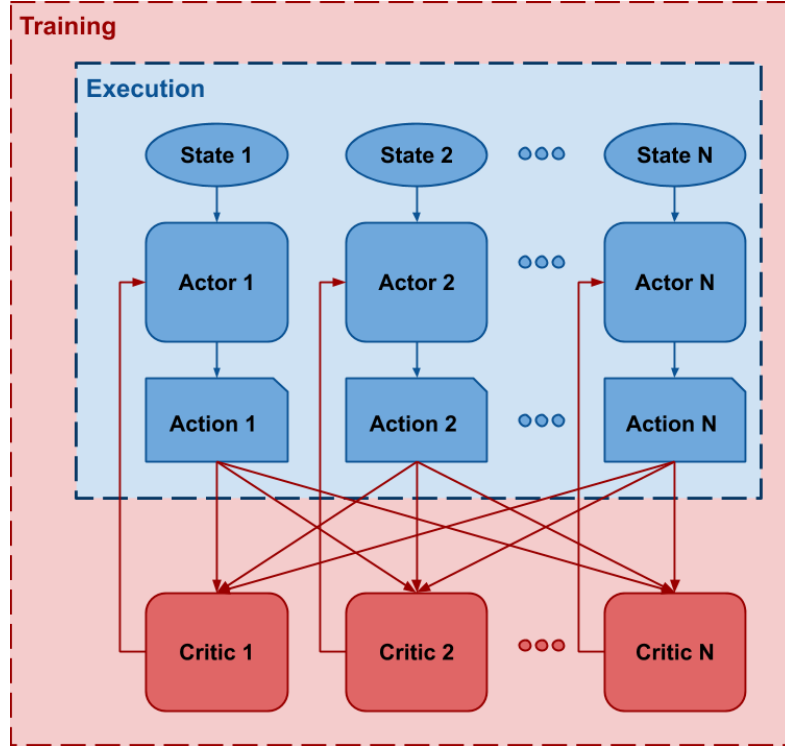 Training
Execution
State 1
State 2
State N
Actor 1
Actor 2
Actor N
Action 1
Action 2
Action N
Critic 1
Critic 2
Critic N